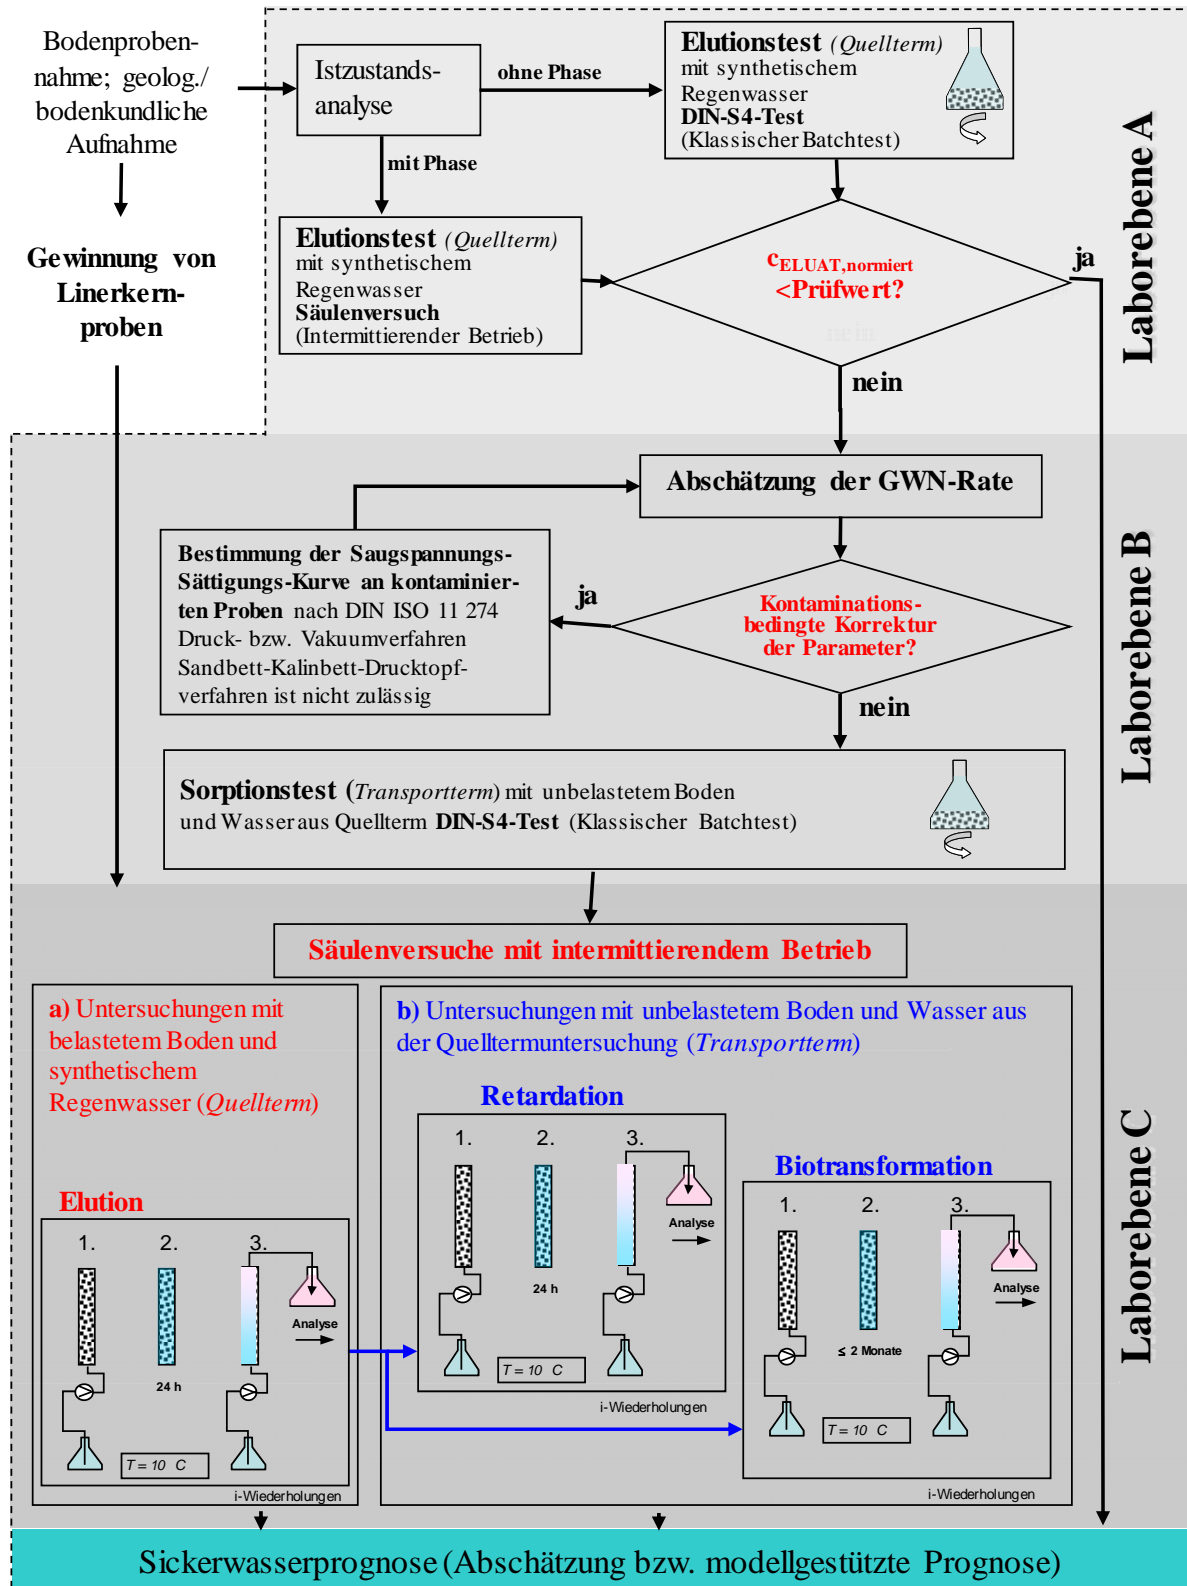 Bodenproben-
nahme; geolog./
bodenkundliche
Aufnahme
Gewinnung von
Linerkern-
proben
Istzustands-
analyse
ohne Phase
mit Phase
Elutionstest (Quellterm)
mit synthetischem
Regenwasser
DIN-S4-Test
(Klassischer Batchtest)
Elutionstest (Quellterm)
mit synthetischem
Regenwasser
Säulenversuch
(Intermittierender Betrieb)
cELUAT,normiert
<Prüfwert?
nein
ja
nein
Laborebene A
Abschätzung der GWN-Rate
Bestimmung der Saugspannungs-
Sättigungs-Kurve an kontaminier-
ten Proben nach DIN ISO 11 274
Druck- bzw. Vakuumverfahren
Sandbett-Kalinbett-Drucktopf-
verfahren ist nicht zulässig
ja
Kontaminations-
bedingte Korrektur
der Parameter?
nein
Laborebene B
Sorptionstest (Transportterm) mit unbelastetem Boden
und Wasser aus Quellterm DIN-S4-Test (Klassischer Batchtest)
Säulenversuche mit intermittierendem Betrieb
a) Untersuchungen mit
belastetem Boden und
synthetischem
Regenwasser (Quellterm)
Elution
1. 2. 3.
Analyse
24 h
T = 10 C
i-Wiederholungen
b) Untersuchungen mit unbelastetem Boden und Wasser aus
der Quelltermuntersuchung (Transportterm)
Retardation
1. 2. 3.
Analyse
24 h
T = 10 C
i-Wiederholungen
Biotransformation
1. 2. 3.
Analyse
≤ 2 Monate
T = 10 C
i-Wiederholungen
Laborebene C
Sickerwasserprognose (Abschätzung bzw. modellgestützte Prognose)